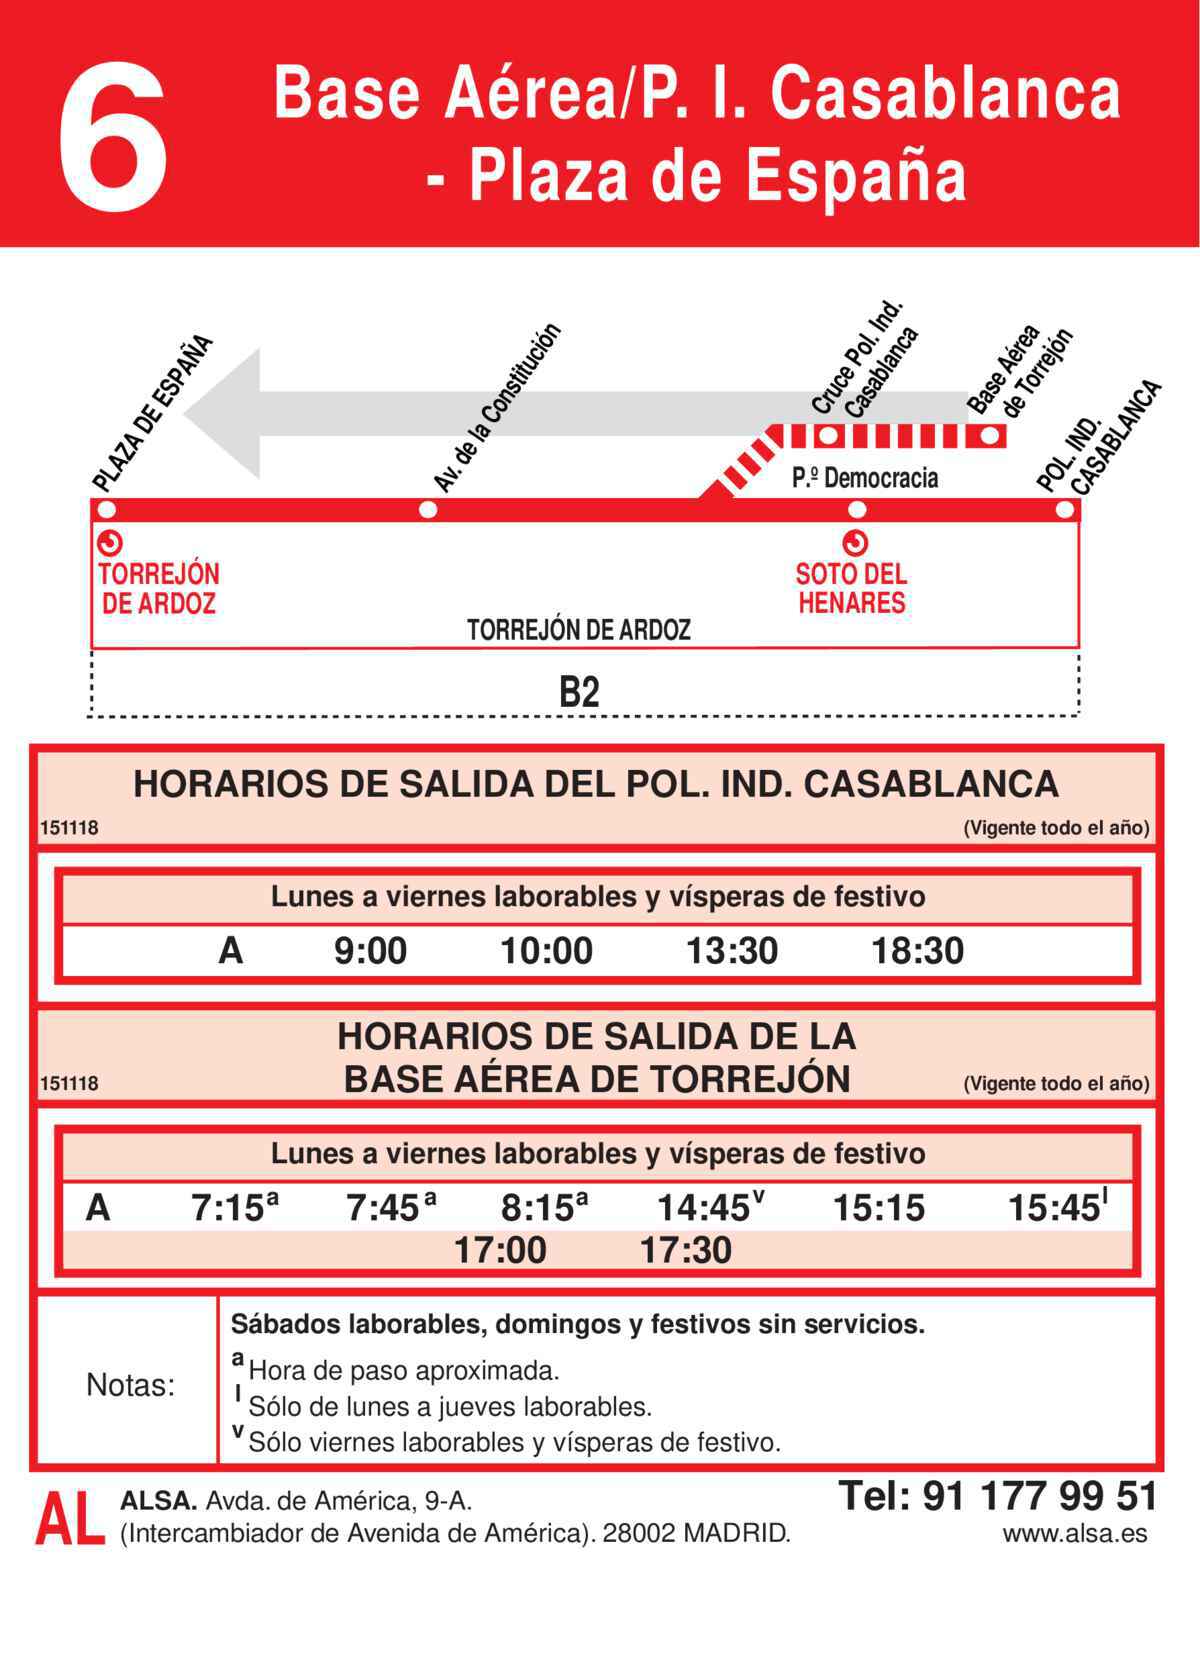 6
Base Aérea/P. I. Casablanca
- Plaza de España
PLAZA DE ESPAÑA
Av. de la Constitución
Cruce Pol. Ind.
Casablanca
Base Aérea
de Torrejón
POL. IND.
CASABLANCA
P.º Democracia
TORREJÓN
DE ARDOZ
SOTO DEL
HENARES
TORREJÓN DE ARDOZ
B2
HORARIOS DE SALIDA DEL POL. IND. CASABLANCA
151118 (Vigente todo el año)
Lunes a viernes laborables y vísperas de festivo
A 9:00 10:00 13:30 18:30
HORARIOS DE SALIDA DE LA
BASE AÉREA DE TORREJÓN
151118 (Vigente todo el año)
Lunes a viernes laborables y vísperas de festivo
A 7:15a 7:45a 8:15a 14:45v 15:15 15:45l
17:00 17:30
Notas:
Sábados laborables, domingos y festivos sin servicios.
a Hora de paso aproximada.
l Sólo de lunes a jueves laborables.
v Sólo viernes laborables y vísperas de festivo.
AL
ALSA. Avda. de América, 9-A.
(Intercambiador de Avenida de América). 28002 MADRID.
Tel: 91 177 99 51
www.alsa.es